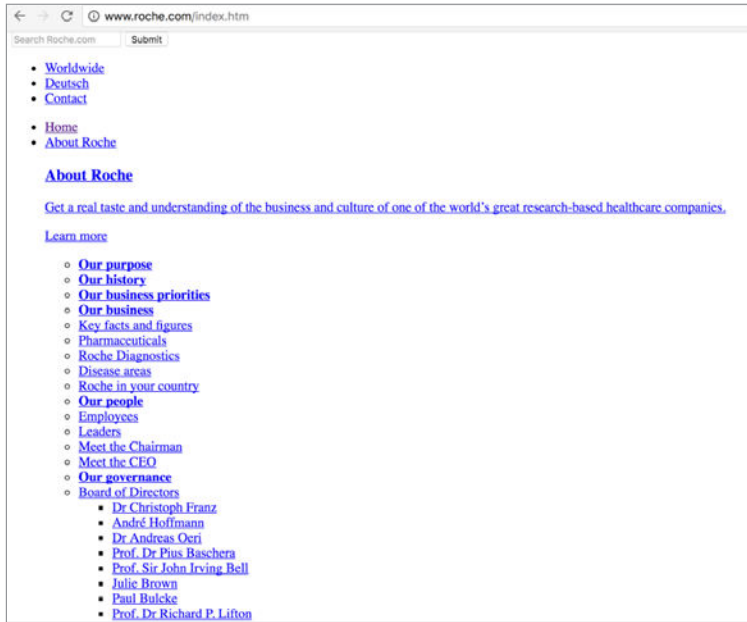 www.roche.com/index.htm
Search Roche.com Submit
Worldwide
Deutsch
Contact
Home
About Roche
About Roche
Get a real taste and understanding of the business and culture of one of the world's great research-based healthcare companies.
Learn more
Our purpose
Our history
Our business priorities
Our business
Key facts and figures
Pharmaceuticals
Roche Diagnostics
Disease areas
Roche in your country
Our people
Employees
Leaders
Meet the Chairman
Meet the CEO
Our governance
Board of Directors
Dr Christoph Franz
André Hoffmann
Dr Andreas Oeri
Prof. Dr Pius Baschera
Prof. Sir John Irving Bell
Julie Brown
Paul Bulcke
Prof. Dr Richard P. Lifton